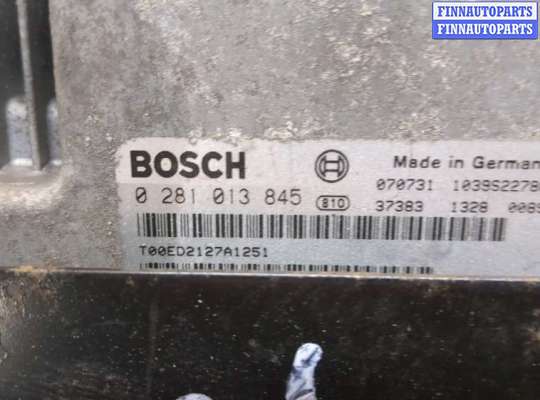 FINNAUTOPARTS
FINNAUTOPARTS
BOSCH
Made in German
0 281 013 845
810
070731
37383 1328
T00ED2127A1251